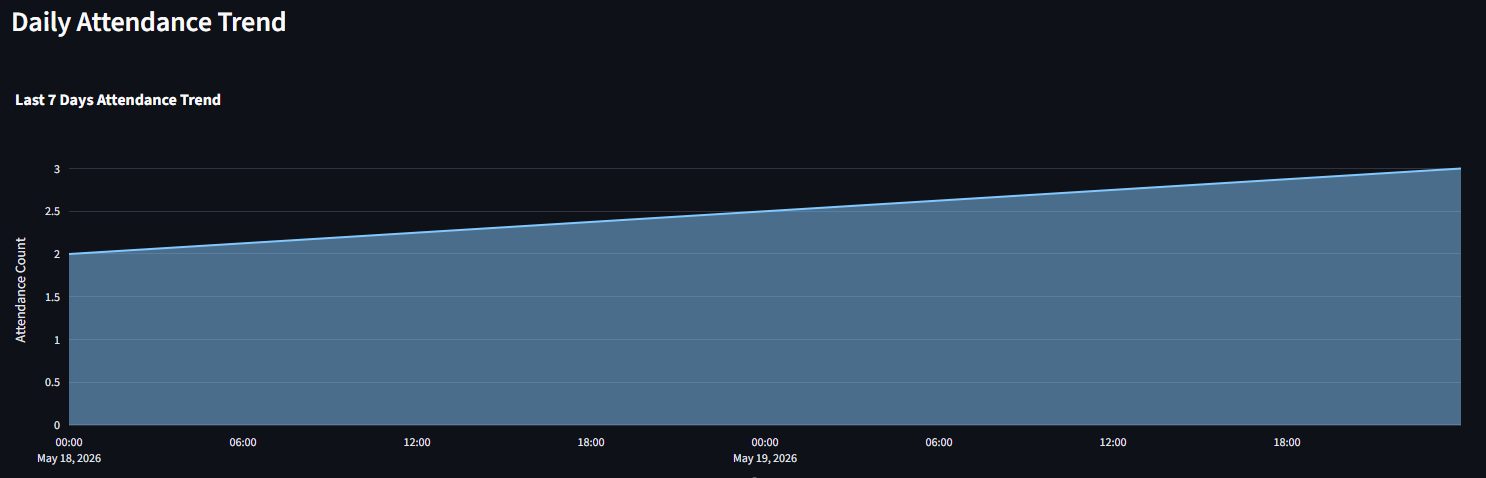 Daily Attendance Trend
Last 7 Days Attendance Trend
Attendance Count
3
2.5
2
1.5
1
0.5
0
00:00 06:00 12:00 18:00 00:00 06:00 12:00 18:00
May 18, 2026 May 19, 2026